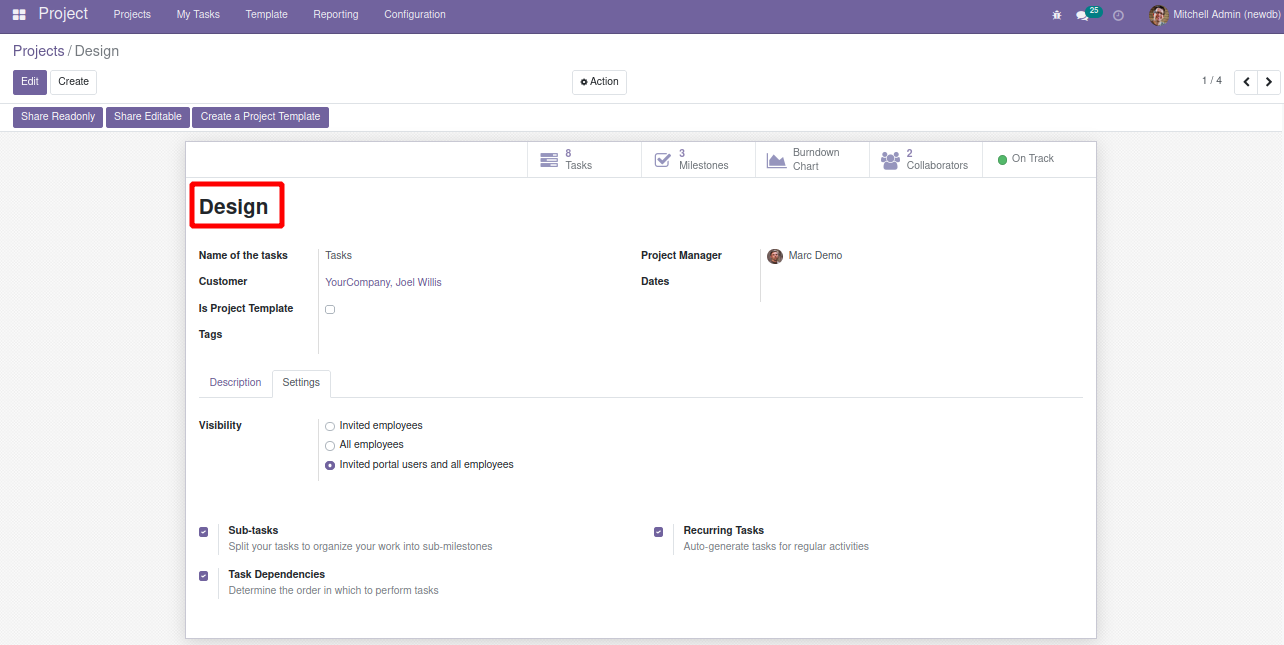 Project Projects My Tasks Template Reporting Configuration 25 Mitchell Admin (newdb)
Projects / Design
Edit Create Action 1 / 4
Share Readonly Share Editable Create a Project Template
8 Tasks
3 Milestones
Burndown Chart
2 Collaborators
On Track
Design
Name of the tasks Tasks
Project Manager Marc Demo
Customer YourCompany, Joel Willis
Dates
Is Project Template
Tags
Description Settings
Visibility Invited employees
All employees
Invited portal users and all employees
Sub-tasks
Split your tasks to organize your work into sub-milestones
Recurring Tasks
Auto-generate tasks for regular activities
Task Dependencies
Determine the order in which to perform tasks